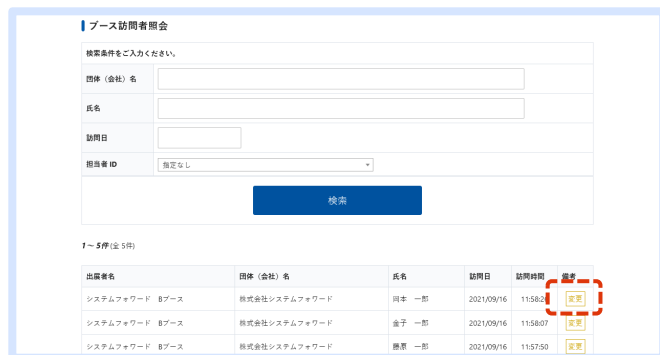 ブース訪問者照会
検索条件をご入力ください。
団体（会社）名
氏名
訪問日
担当者 ID 指定なし
検索
1～ 5件 (全 5件)
出展者名 団体（会社）名 氏名 訪問日 訪問時間 備考
システムフォワード Bブース 株式会社システムフォワード 岡本 一郎 2021/09/16 11:58:26 変更
システムフォワード Bブース 株式会社システムフォワード 金子 一郎 2021/09/16 11:58:07 変更
システムフォワード Bブース 株式会社システムフォワード 藤原 一郎 2021/09/16 11:57:50 変更